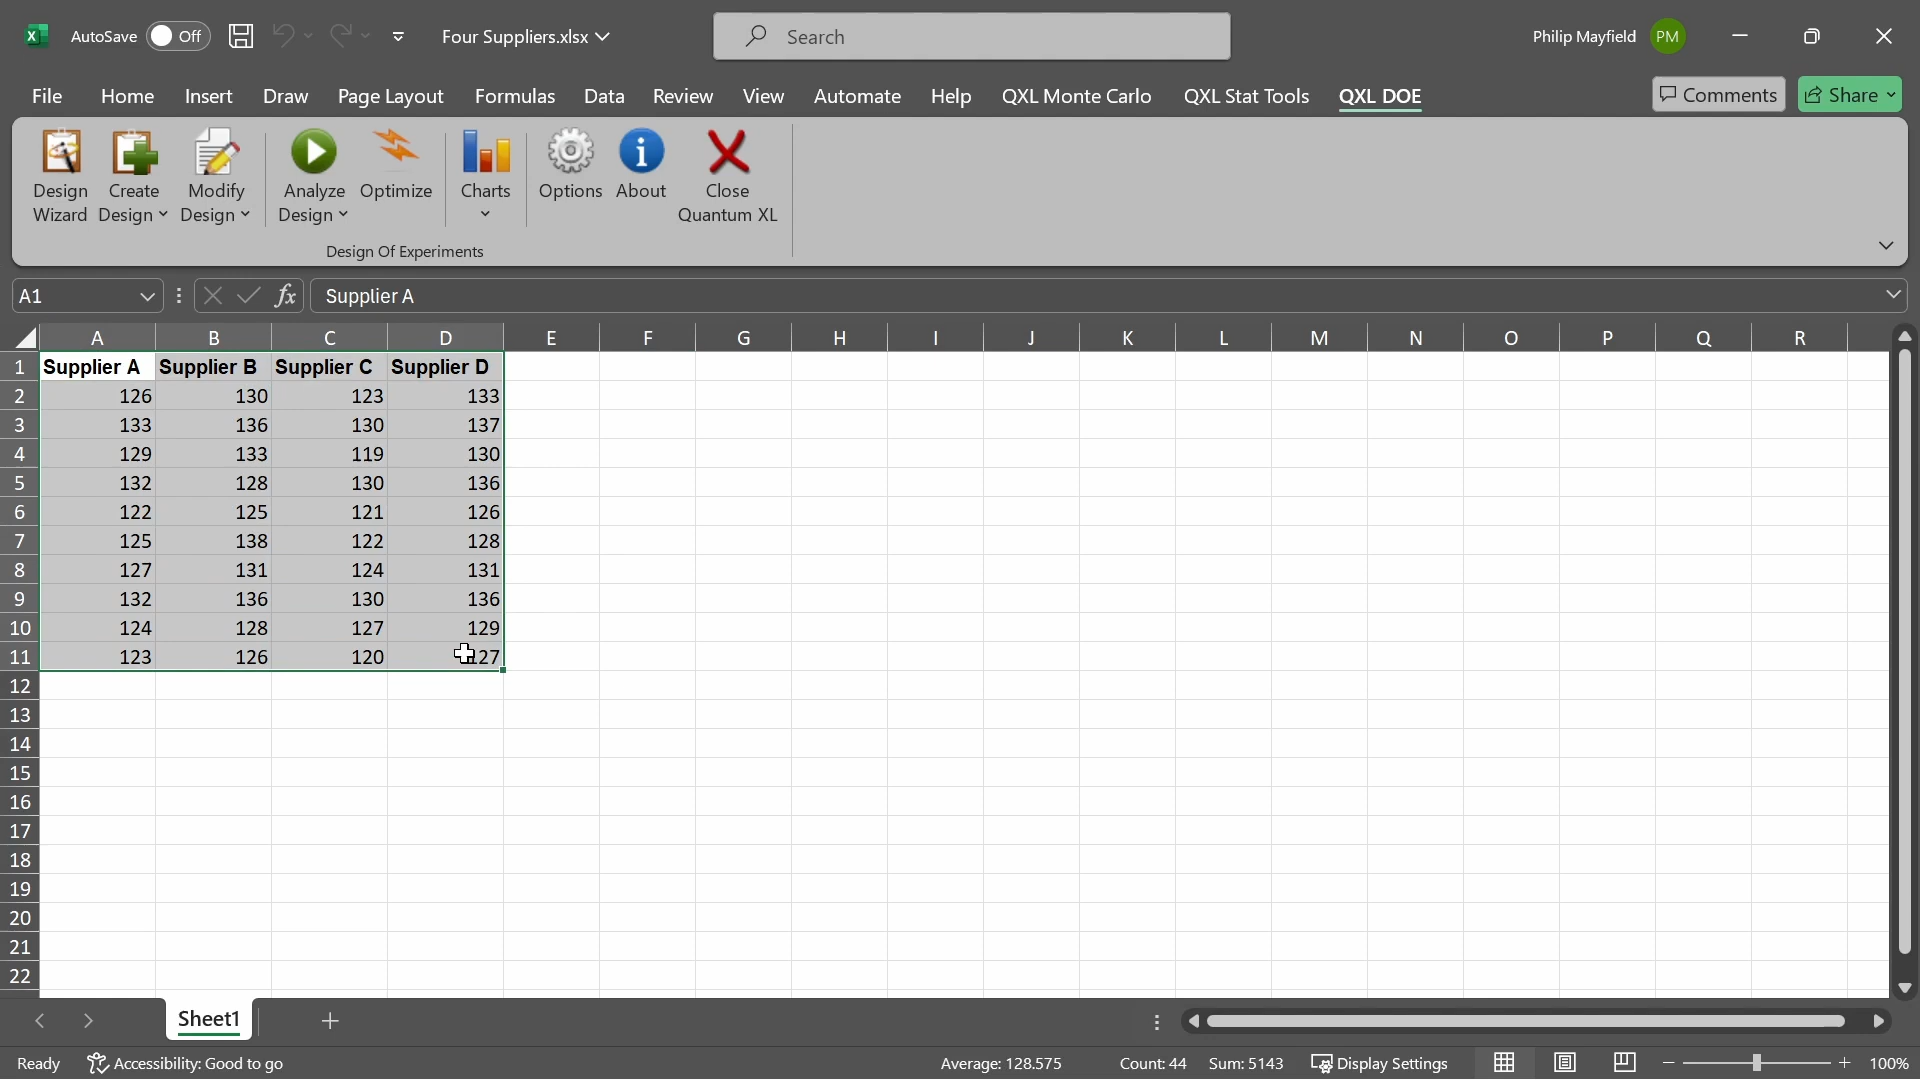 AutoSave Off Four Suppliers.xlsx Search Philip Mayfield PM
File Home Insert Draw Page Layout Formulas Data Review View Automate Help QXL Monte Carlo QXL Stat Tools QXL DOE Comments Share
Design Wizard
Create Design
Modify Design
Analyze Design
Optimize
Charts
Options
About
Close Quantum XL
Design Of Experiments
A1 fx Supplier A
A B C D E F G H I J K L M N O P Q R
1 Supplier A Supplier B Supplier C Supplier D
2 126 130 123 133
3 133 136 130 137
4 129 133 119 130
5 132 128 130 136
6 122 125 121 126
7 125 138 122 128
8 127 131 124 131
9 132 136 130 136
10 124 128 127 129
11 123 126 120 127
12
13
14
15
16
17
18
19
20
21
22
Sheet1
Ready Accessibility: Good to go Average: 128.575 Count: 44 Sum: 5143 Display Settings 100%